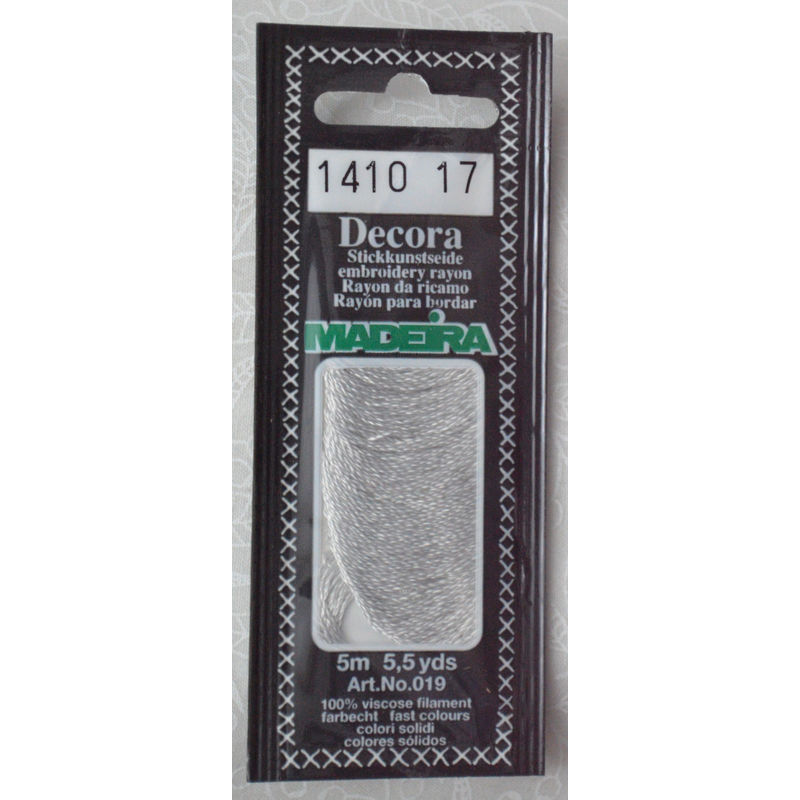 1410 17
Decora
Stickkunstseide
embroidery rayon
Rayon da ricamo
Rayón para bordar
MADEIRA
5m 5,5 yds
Art.No.019
100% viscose filament
farbecht fast colours
colori solidi
colores sólidos